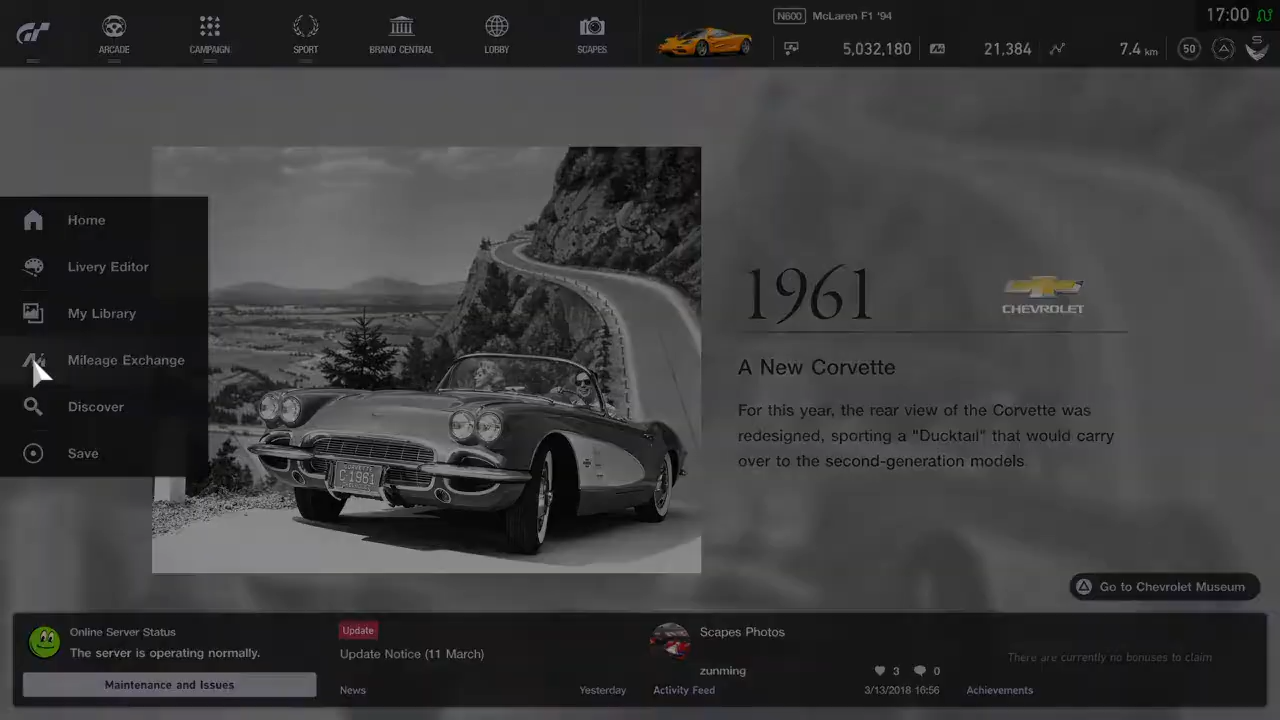 ARCADE
CAMPAIGN
SPORT
BRAND CENTRAL
LOBBY
SCAPES
N600 McLaren F1 '94
5,032,180
21,384
7.4 km
50
17:00
S
Home
Livery Editor
My Library
Mileage Exchange
Discover
Save
CORVETTE
C-1961
1961
CHEVROLET
A New Corvette
For this year, the rear view of the Corvette was
redesigned, sporting a "Ducktail" that would carry
over to the second-generation models.
Go to Chevrolet Museum
Online Server Status
The server is operating normally.
Maintenance and Issues
Update
Update Notice (11 March)
News
Yesterday
Scapes Photos
zunming
3
0
Activity Feed
3/13/2018 16:56
There are currently no bonuses to claim
Achievements